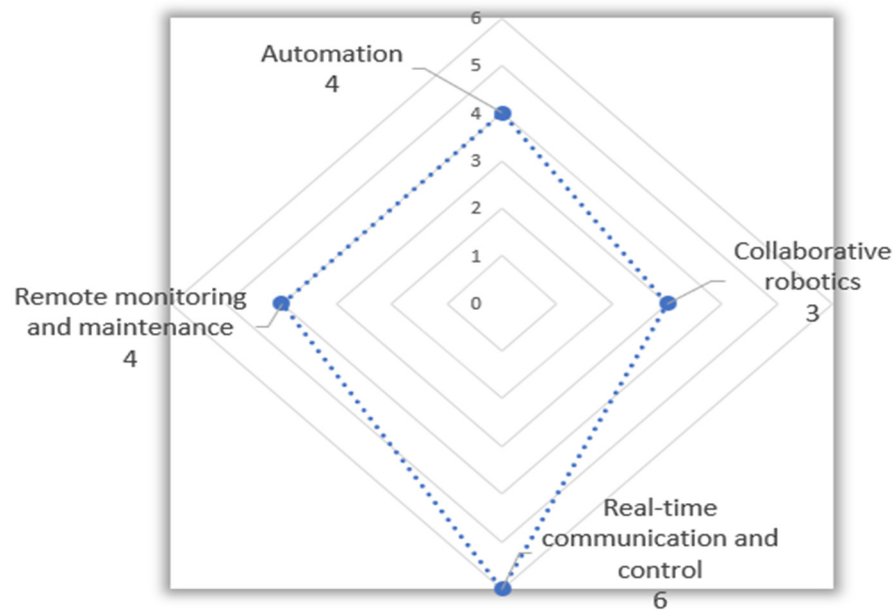 6
Automation
4
5
4
3
2
1
0
Collaborative
robotics
3
Remote monitoring
and maintenance
4
Real-time
communication and
control
6